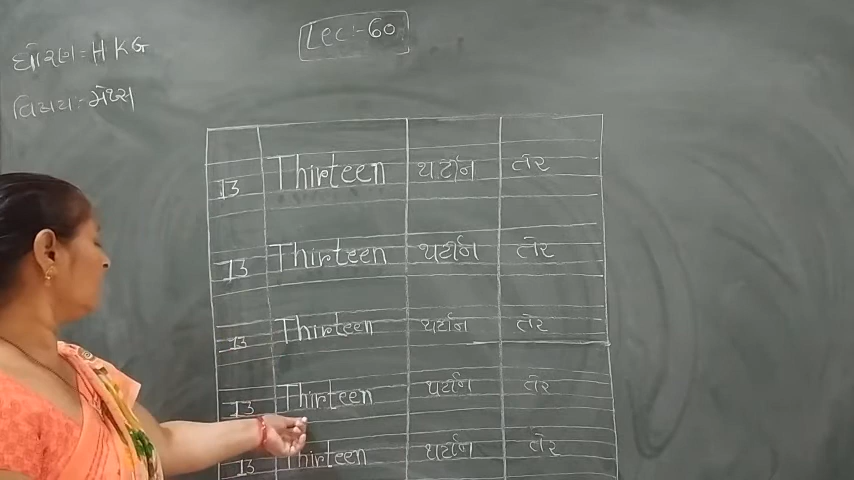 Lec:-60
ધોરણ:- HKG
વિષય:- મેથ્સ
13 Thirteen થર્ટીન તેર
13 Thirteen થર્ટીન તેર
13 Thirteen થર્ટીન તેર
13 Thirteen થર્ટીન તેર
13 Thirteen થર્ટીન તેર